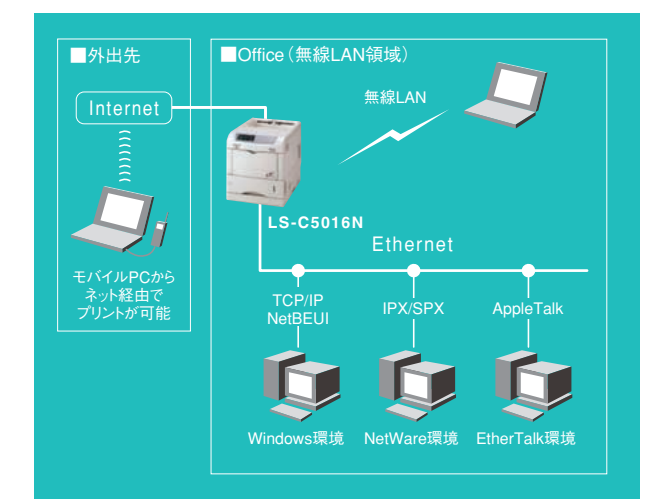 ■外出先
Internet
モバイルPCから
ネット経由で
プリントが可能
■Office（無線LAN領域）
無線LAN
LS-C5016N
Ethernet
TCP/IP
NetBEUI
IPX/SPX
AppleTalk
Windows環境
NetWare環境
EtherTalk環境